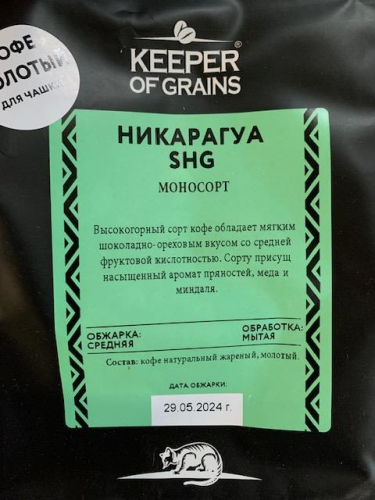 КОФЕ
МОЛОТЫЙ
ДЛЯ ЧАШК
KEEPER®
OF GRAINS
НИКАРАГУА
SHG
МОНОСОРТ
Высокогорный сорт кофе обладает мягким
шоколадно-ореховым вкусом со средней
фруктовой кислотностью. Сорту присущ
насыщенный аромат пряностей, меда и
миндаля.
ОБЖАРКА: ОБРАБОТКА:
СРЕДНЯЯ МЫТАЯ
Состав: кофе натуральный жареный, молотый.
ДАТА ОБЖАРКИ:
29.05.2024 г.